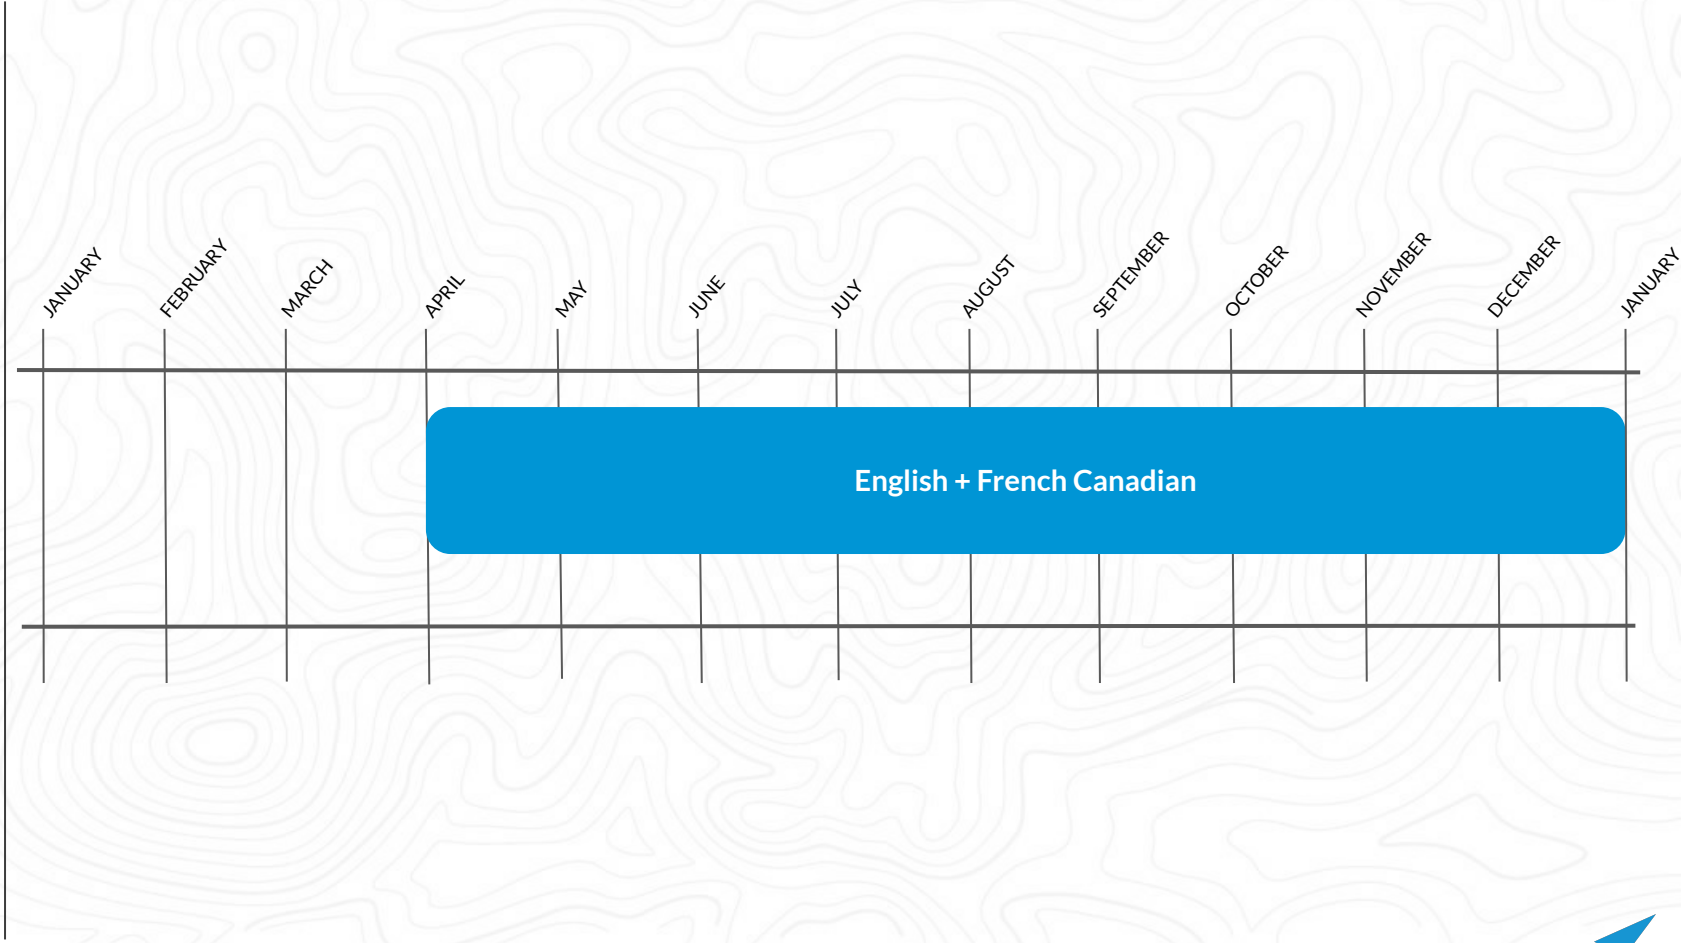 JANUARY
FEBRUARY
MARCH
APRIL
MAY
JUNE
JULY
AUGUST
SEPTEMBER
OCTOBER
NOVEMBER
DECEMBER
JANUARY
English + French Canadian